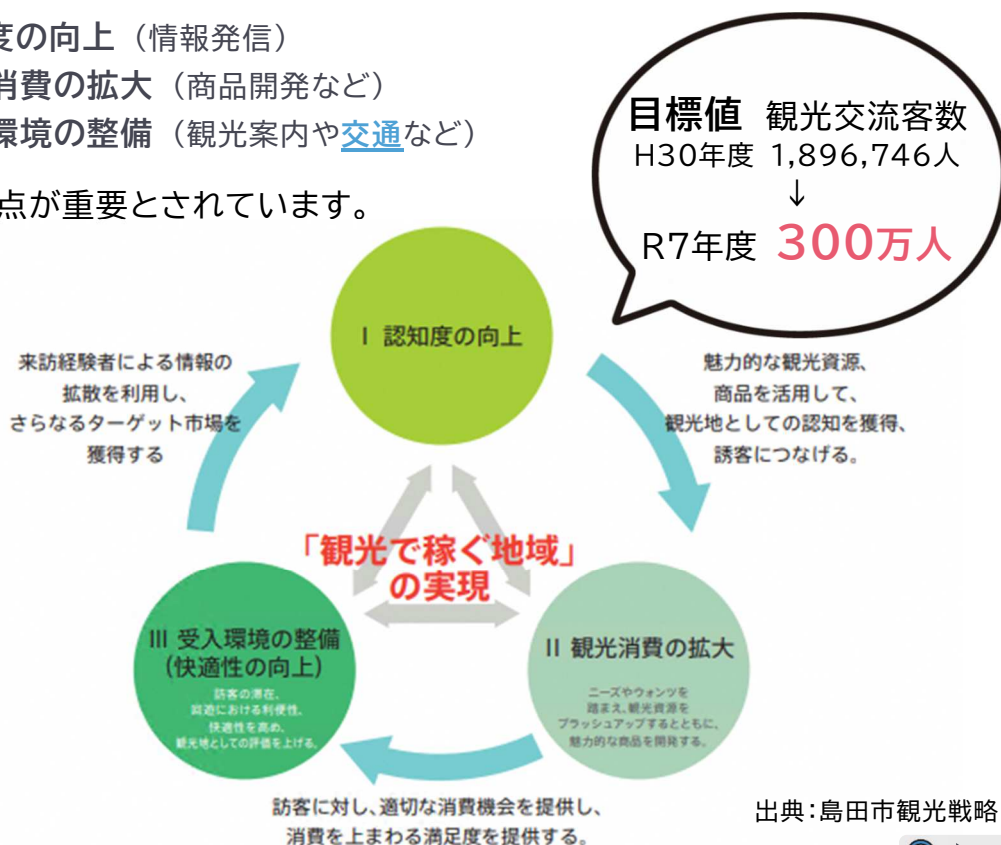 度の向上（情報発信）
消費の拡大（商品開発など）
環境の整備（観光案内や交通など）
点が重要とされています。
目標値 観光交流客数
H30年度 1,896,746人
↓
R7年度 300万人
Ⅰ 認知度の向上
来訪経験者による情報の
拡散を利用し、
さらなるターゲット市場を
獲得する
魅力的な観光資源、
商品を活用して、
観光地としての認知を獲得、
誘客につなげる。
「観光で稼ぐ地域」
の実現
Ⅲ 受入環境の整備
(快適性の向上)
訪客の滞在、
回遊における利便性、
快適性を高め、
観光地としての評価を上げる。
Ⅱ 観光消費の拡大
ニーズやウォンツを
踏まえ、観光資源を
ブラッシュアップするとともに、
魅力的な商品を開発する。
訪客に対し、適切な消費機会を提供し、
消費を上まわる満足度を提供する。
出典：島田市観光戦略